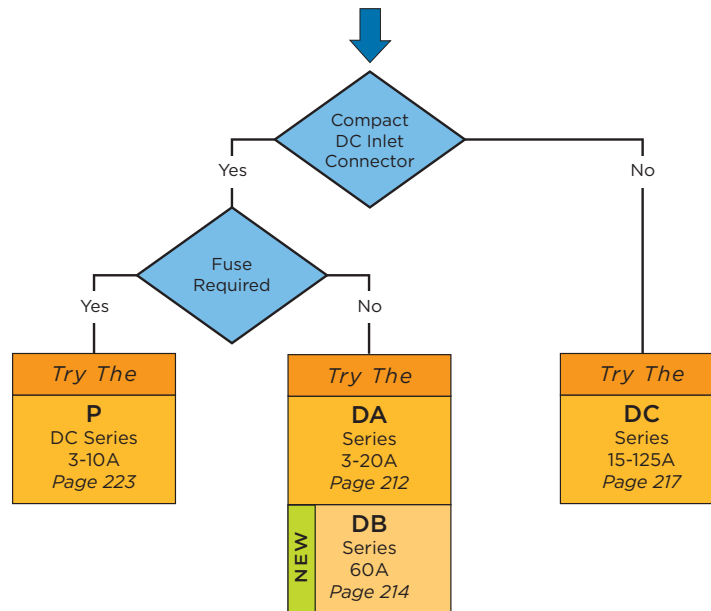 Compact
DC Inlet
Connector
Yes
No
Fuse
Required
Yes
No
Try The
P
DC Series
3-10A
Page 223
Try The
DA
Series
3-20A
Page 212
NEW
DB
Series
60A
Page 214
Try The
DC
Series
15-125A
Page 217